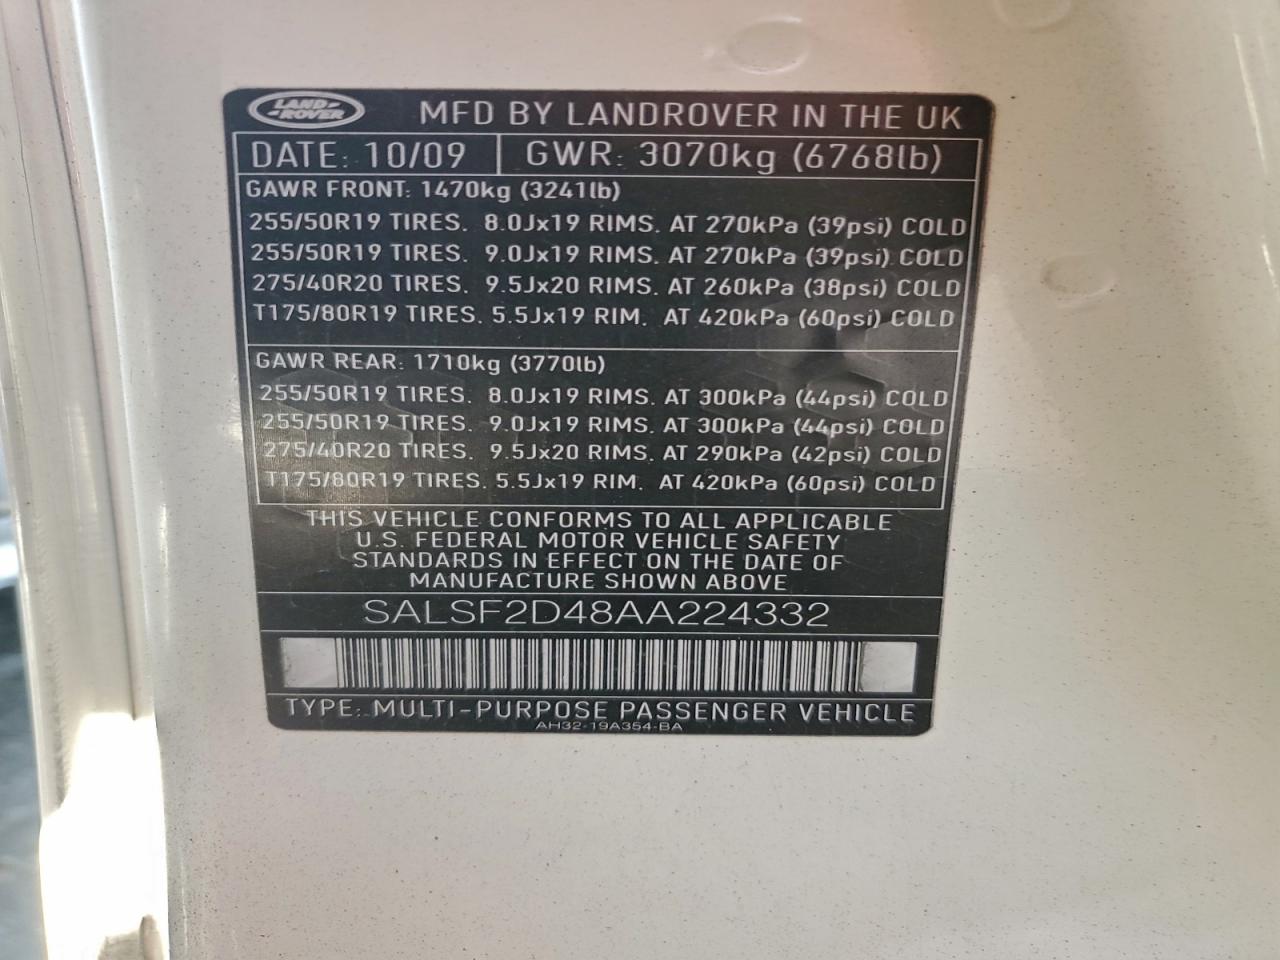 LAND-
-ROVER
MFD BY LANDROVER IN THE UK
DATE: 10/09 GWR: 3070kg (6768lb)
GAWR FRONT: 1470kg (3241lb)
255/50R19 TIRES. 8.0Jx19 RIMS. AT 270kPa (39psi) COLD
255/50R19 TIRES. 9.0Jx19 RIMS. AT 270kPa (39psi) COLD
275/40R20 TIRES. 9.5Jx20 RIMS. AT 260kPa (38psi) COLD
T175/80R19 TIRES. 5.5Jx19 RIM. AT 420kPa (60psi) COLD
GAWR REAR: 1710kg (3770lb)
255/50R19 TIRES. 8.0Jx19 RIMS. AT 300kPa (44psi) COLD
255/50R19 TIRES. 9.0Jx19 RIMS. AT 300kPa (44psi) COLD
275/40R20 TIRES. 9.5Jx20 RIMS. AT 290kPa (42psi) COLD
T175/80R19 TIRES. 5.5Jx19 RIM. AT 420kPa (60psi) COLD
THIS VEHICLE CONFORMS TO ALL APPLICABLE
U.S. FEDERAL MOTOR VEHICLE SAFETY
STANDARDS IN EFFECT ON THE DATE OF
MANUFACTURE SHOWN ABOVE
SALSF2D48AA224332
TYPE: MULTI-PURPOSE PASSENGER VEHICLE
AH32-19A354-BA